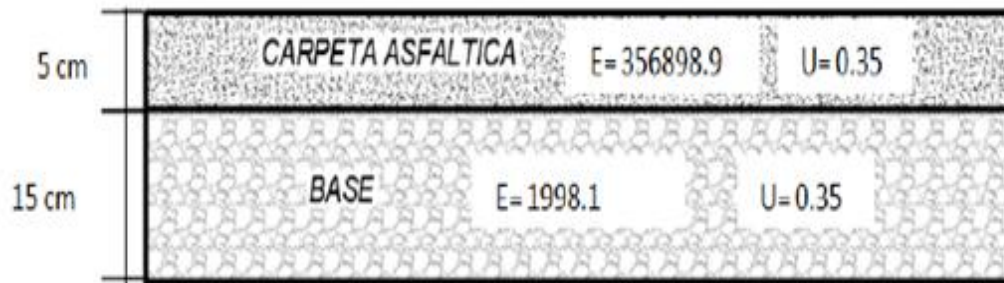 5 cm CARPETA ASFALTICA E= 356898.9 U= 0.35
15 cm BASE E= 1998.1 U= 0.35